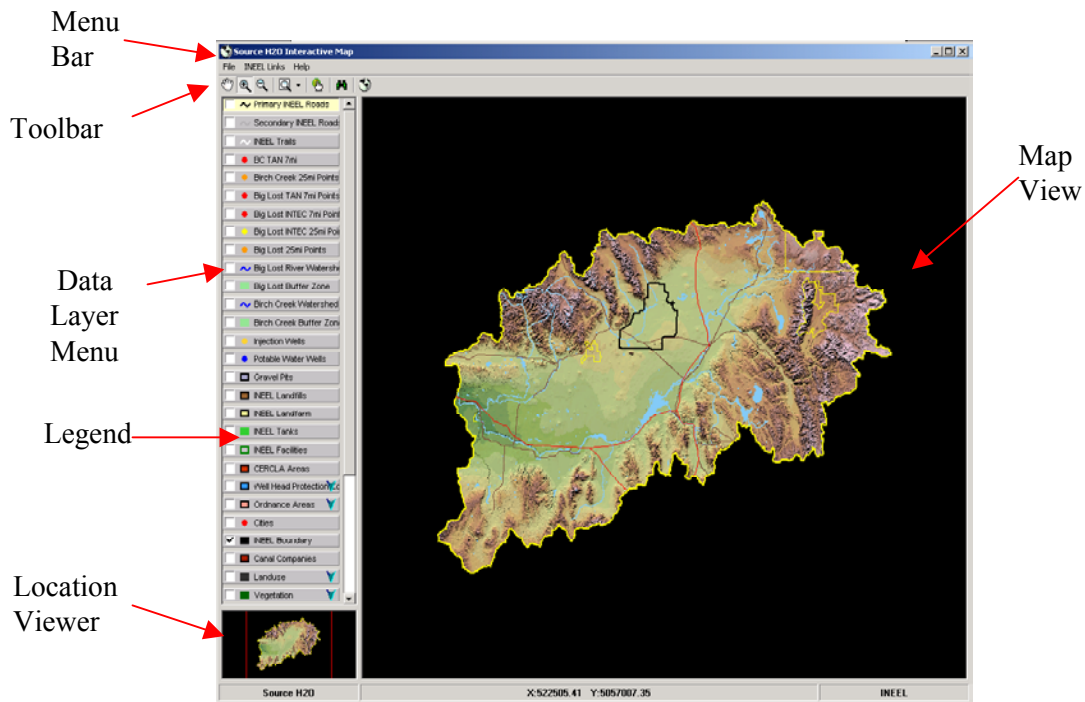 Menu
Bar
Toolbar
Data
Layer
Menu
Legend
Location
Viewer
Map
View
Source H2O Interactive Map
File INEEL Links Help
Primary INEEL Roads
Secondary INEEL Road
INEEL Trails
BC TAN 7mi
Birch Creek 25mi Points
Big Lost TAN 7mi Points
Big Lost INTEC 7mi Point
Big Lost INTEC 25mi Poi
Big Lost 25mi Points
Big Lost River Watershe
Big Lost Buffer Zone
Birch Creek Watershed
Birch Creek Buffer Zon
Injection Wells
Potable Water Wells
Gravel Pits
INEEL Landfills
INEEL Landfarm
INEEL Tanks
INEEL Facilities
CERCLA Areas
Well Head Protection
Ordnance Areas
Cities
INEEL Boundary
Canal Companies
Landuse
Vegetation
Source H2O
X:522505.41 Y:5057007.35
INEEL